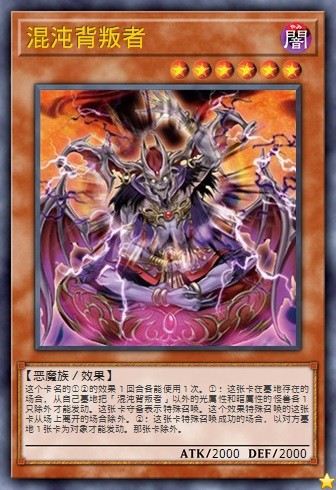 混沌背叛者
闇
【恶魔族／效果】
这个卡名的①②的效果1回合各能使用1次。①：这张卡在墓地存在的
场合，从自己墓地把「混沌背叛者」以外的光属性和暗属性的怪兽各1
只除外才能发动。这张卡守备表示特殊召唤。这个效果特殊召唤的这张
卡从场上离开的场合除外。②：这张卡特殊召唤成功的场合，以对方墓
地1张卡为对象才能发动。那张卡除外。
ATK/2000 DEF/2000